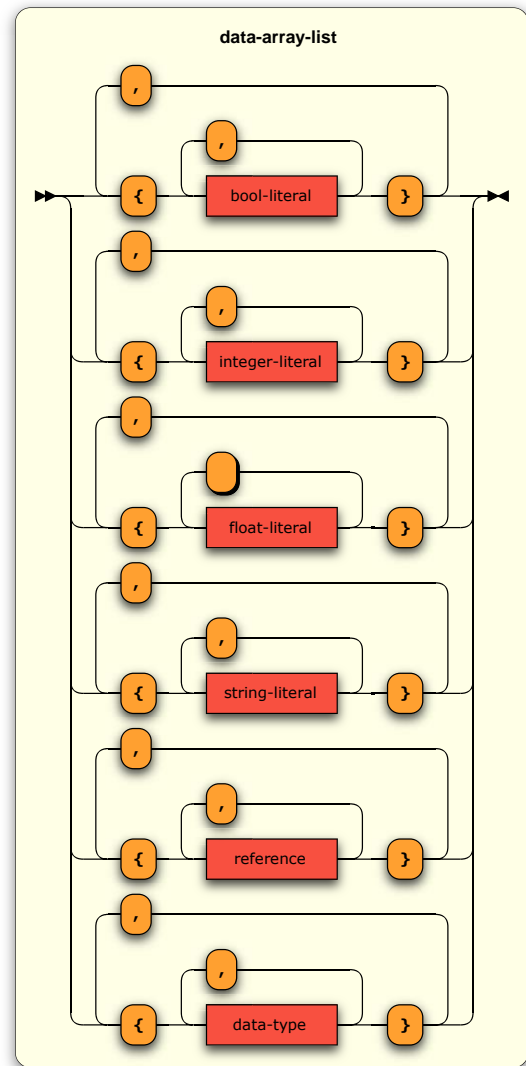 data-array-list
,
,
{ bool-literal }
,
,
{ integer-literal }
,
{ float-literal }
,
,
{ string-literal }
,
,
{ reference }
,
,
{ data-type }